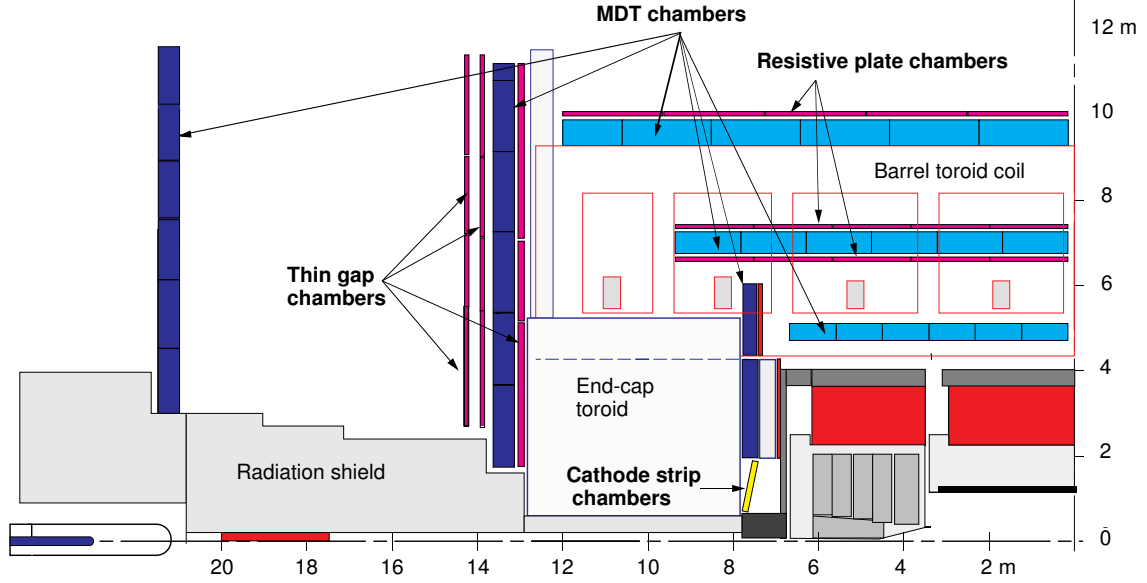 MDT chambers
12 m
Resistive plate chambers
10
Barrel toroid coil
8
Thin gap
chambers
6
4
End-cap
toroid
Radiation shield
Cathode strip
chambers
2
0
20
18
16
14
12
10
8
6
4
2 m